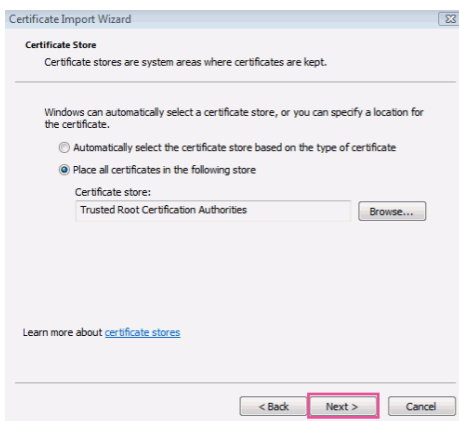 Certificate Import Wizard
Certificate Store
Certificate stores are system areas where certificates are kept.
Windows can automatically select a certificate store, or you can specify a location for
the certificate.
Automatically select the certificate store based on the type of certificate
Place all certificates in the following store
Certificate store:
Trusted Root Certification Authorities
Browse...
Learn more about certificate stores
< Back
Next >
Cancel